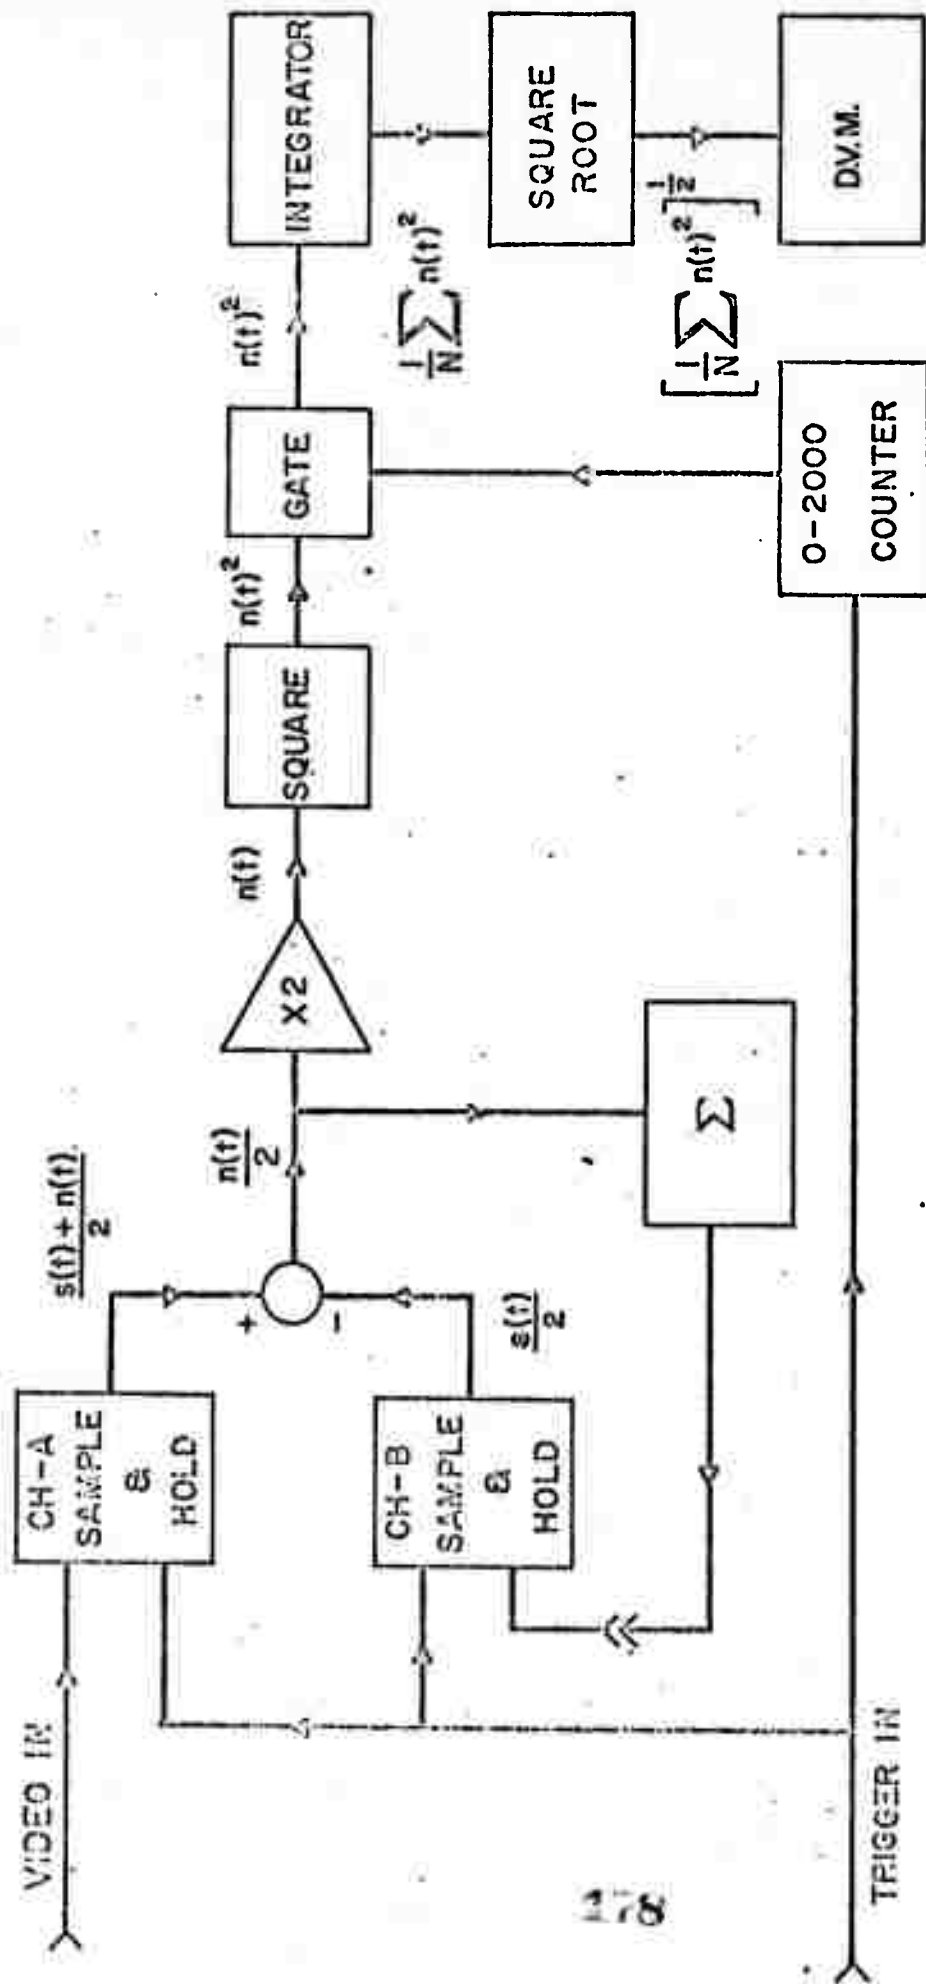 VIDEO IN
CH-A
SAMPLE
&
HOLD
s(t) + n(t)
2
+
-
CH-B
SAMPLE
&
HOLD
s(t)
2
n(t)
2
X2
n(t)
SQUARE
n(t)²
GATE
n(t)²
INTEGRATOR
1/N ∑ n(t)²
SQUARE
ROOT
[1/N ∑ n(t)²]^1/2
D.V.M.
Σ
0-2000
COUNTER
TRIGGER IN
178